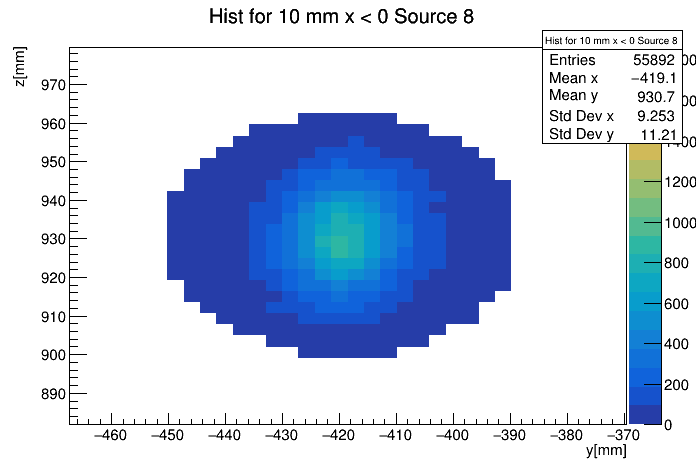 Hist for 10 mm x < 0 Source 8
z[mm]
Hist for 10 mm x < 0 Source 8
Entries 55892
Mean x −419.1
Mean y 930.7
Std Dev x 9.253
Std Dev y 11.21
970
960
950
940
930
920
910
900
890
1200
1000
800
600
400
200
0
−460 −450 −440 −430 −420 −410 −400 −390 −380 −370
y[mm]